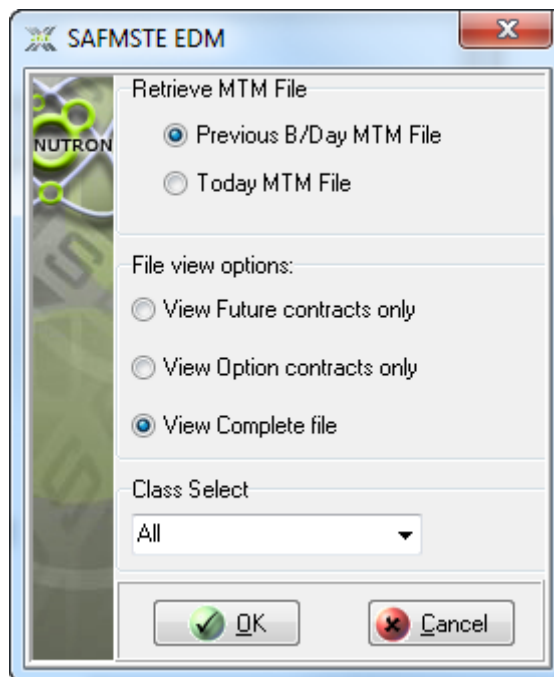 SAFMSTE EDM
NUTRON
Retrieve MTM File
Previous B/Day MTM File
Today MTM File
File view options:
View Future contracts only
View Option contracts only
View Complete file
Class Select
All
OK
Cancel